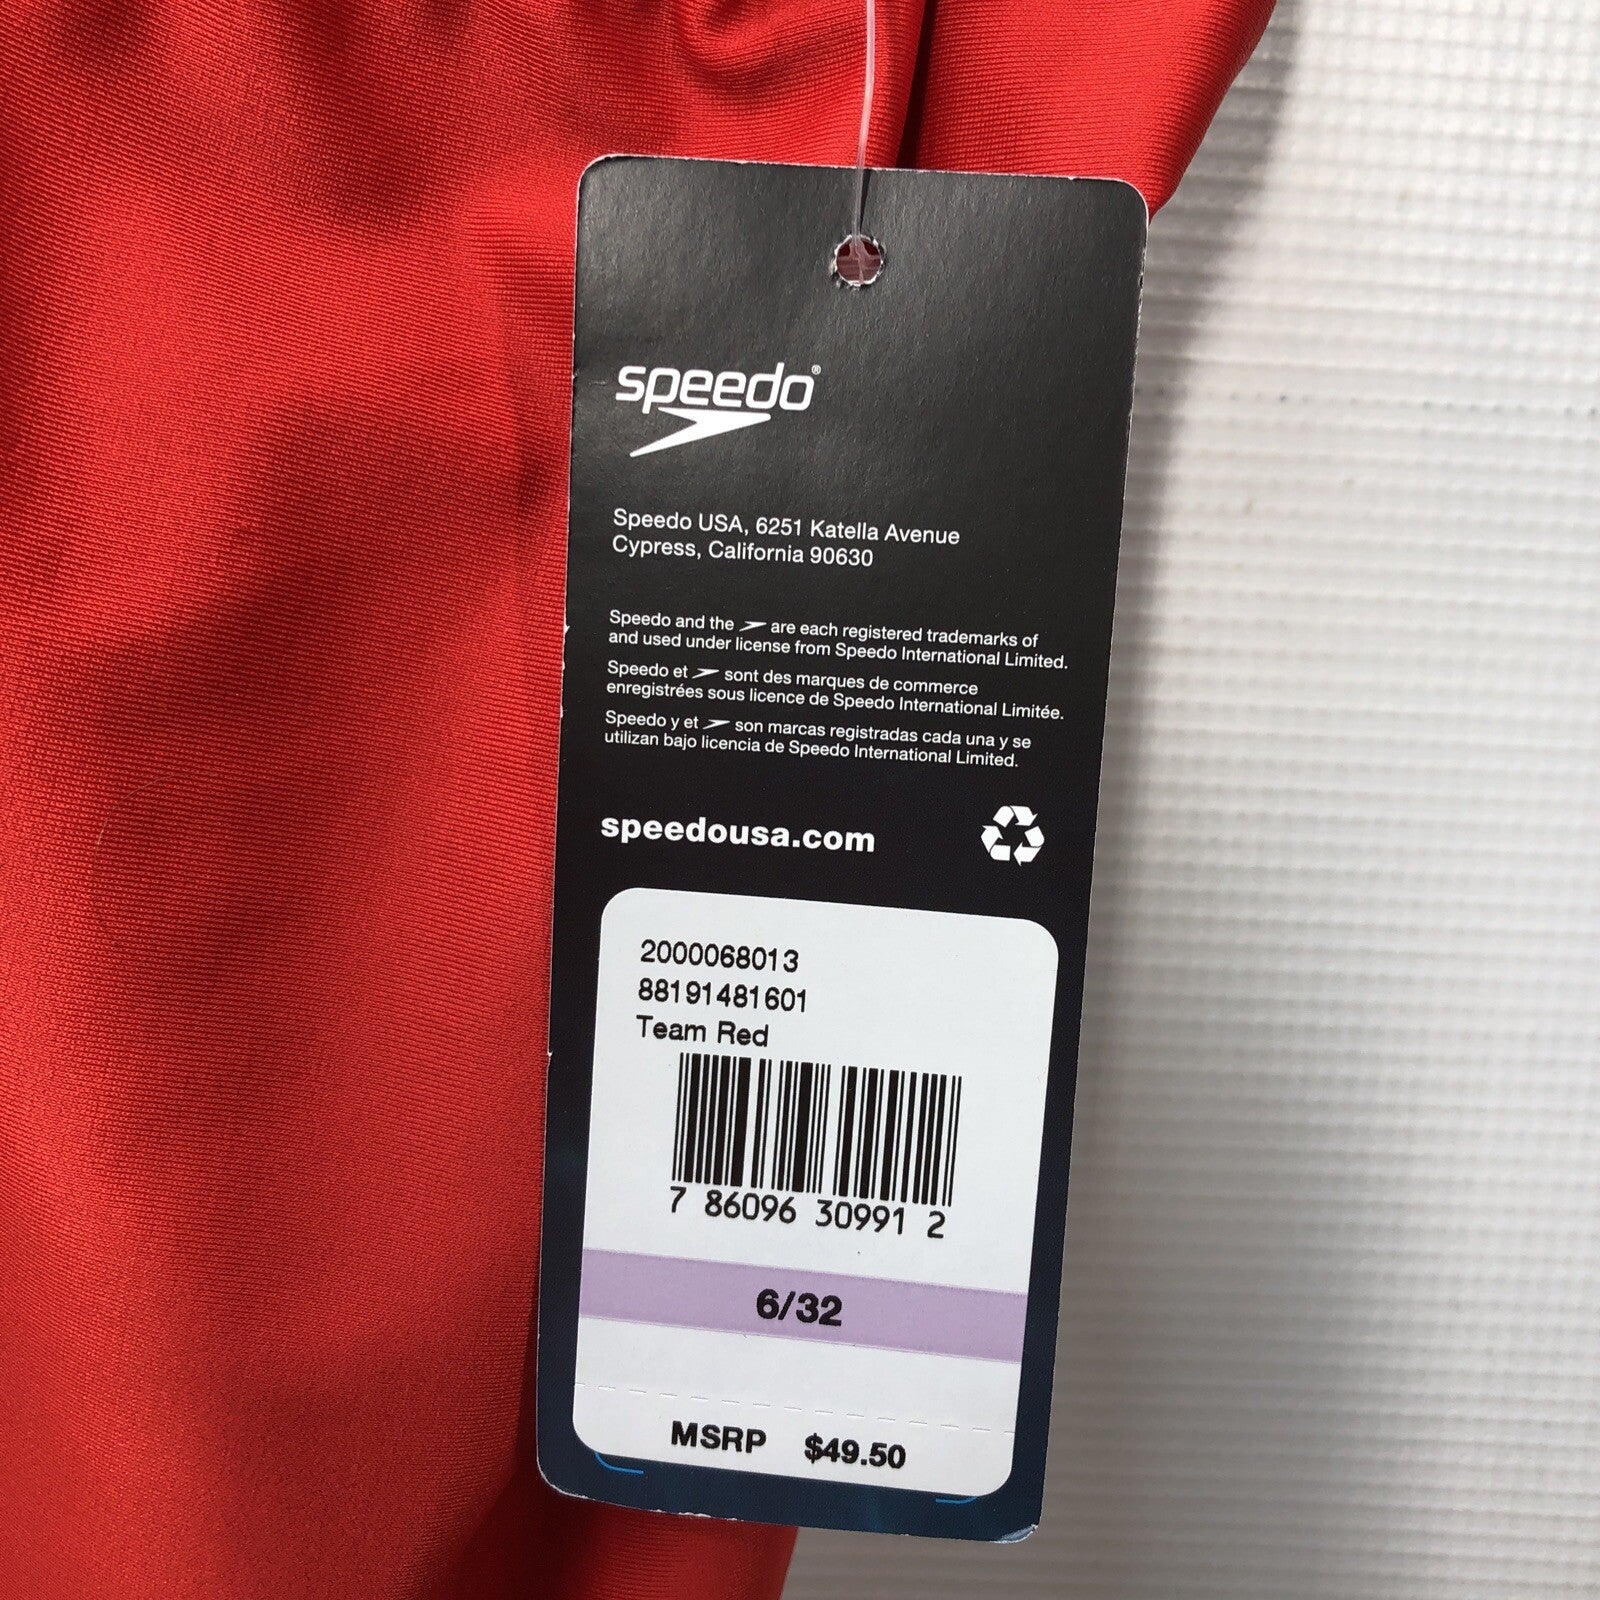 speedo®
Speedo USA, 6251 Katella Avenue
Cypress, California 90630
Speedo and the are each registered trademarks of
and used under license from Speedo International Limited.
Speedo et sont des marques de commerce
enregistrées sous licence de Speedo International Limitée.
Speedo y et son marcas registradas cada una y se
utilizan bajo licencia de Speedo International Limited.
speedousa.com
2000068013
88191481601
Team Red
7 86096 30991 2
6/32
MSRP $49.50